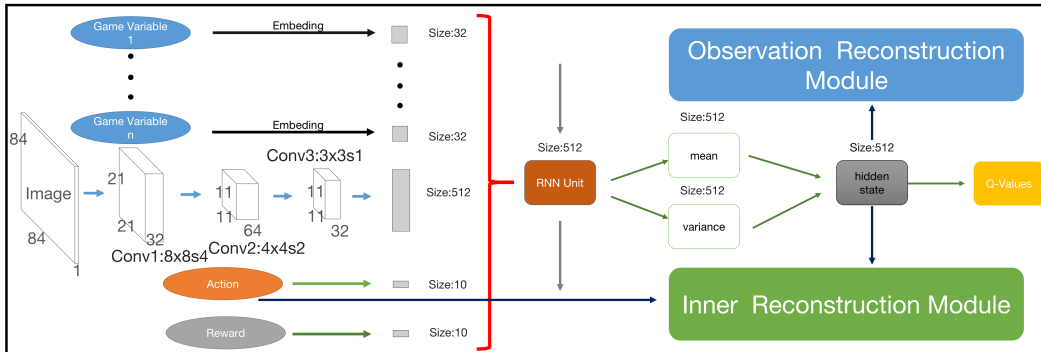 Game Variable
1
Embeding
Size:32
Game Variable
n
Embeding
Size:32
84
Image
84
1
21
21
32
Conv1:8x8s4
11
11
64
Conv2:4x4s2
Conv3:3x3s1
11
11
32
Size:512
Action
Size:10
Reward
Size:10
Size:512
RNN Unit
Size:512
mean
Size:512
variance
Observation Reconstruction
Module
Size:512
hidden
state
Q-Values
Inner Reconstruction Module